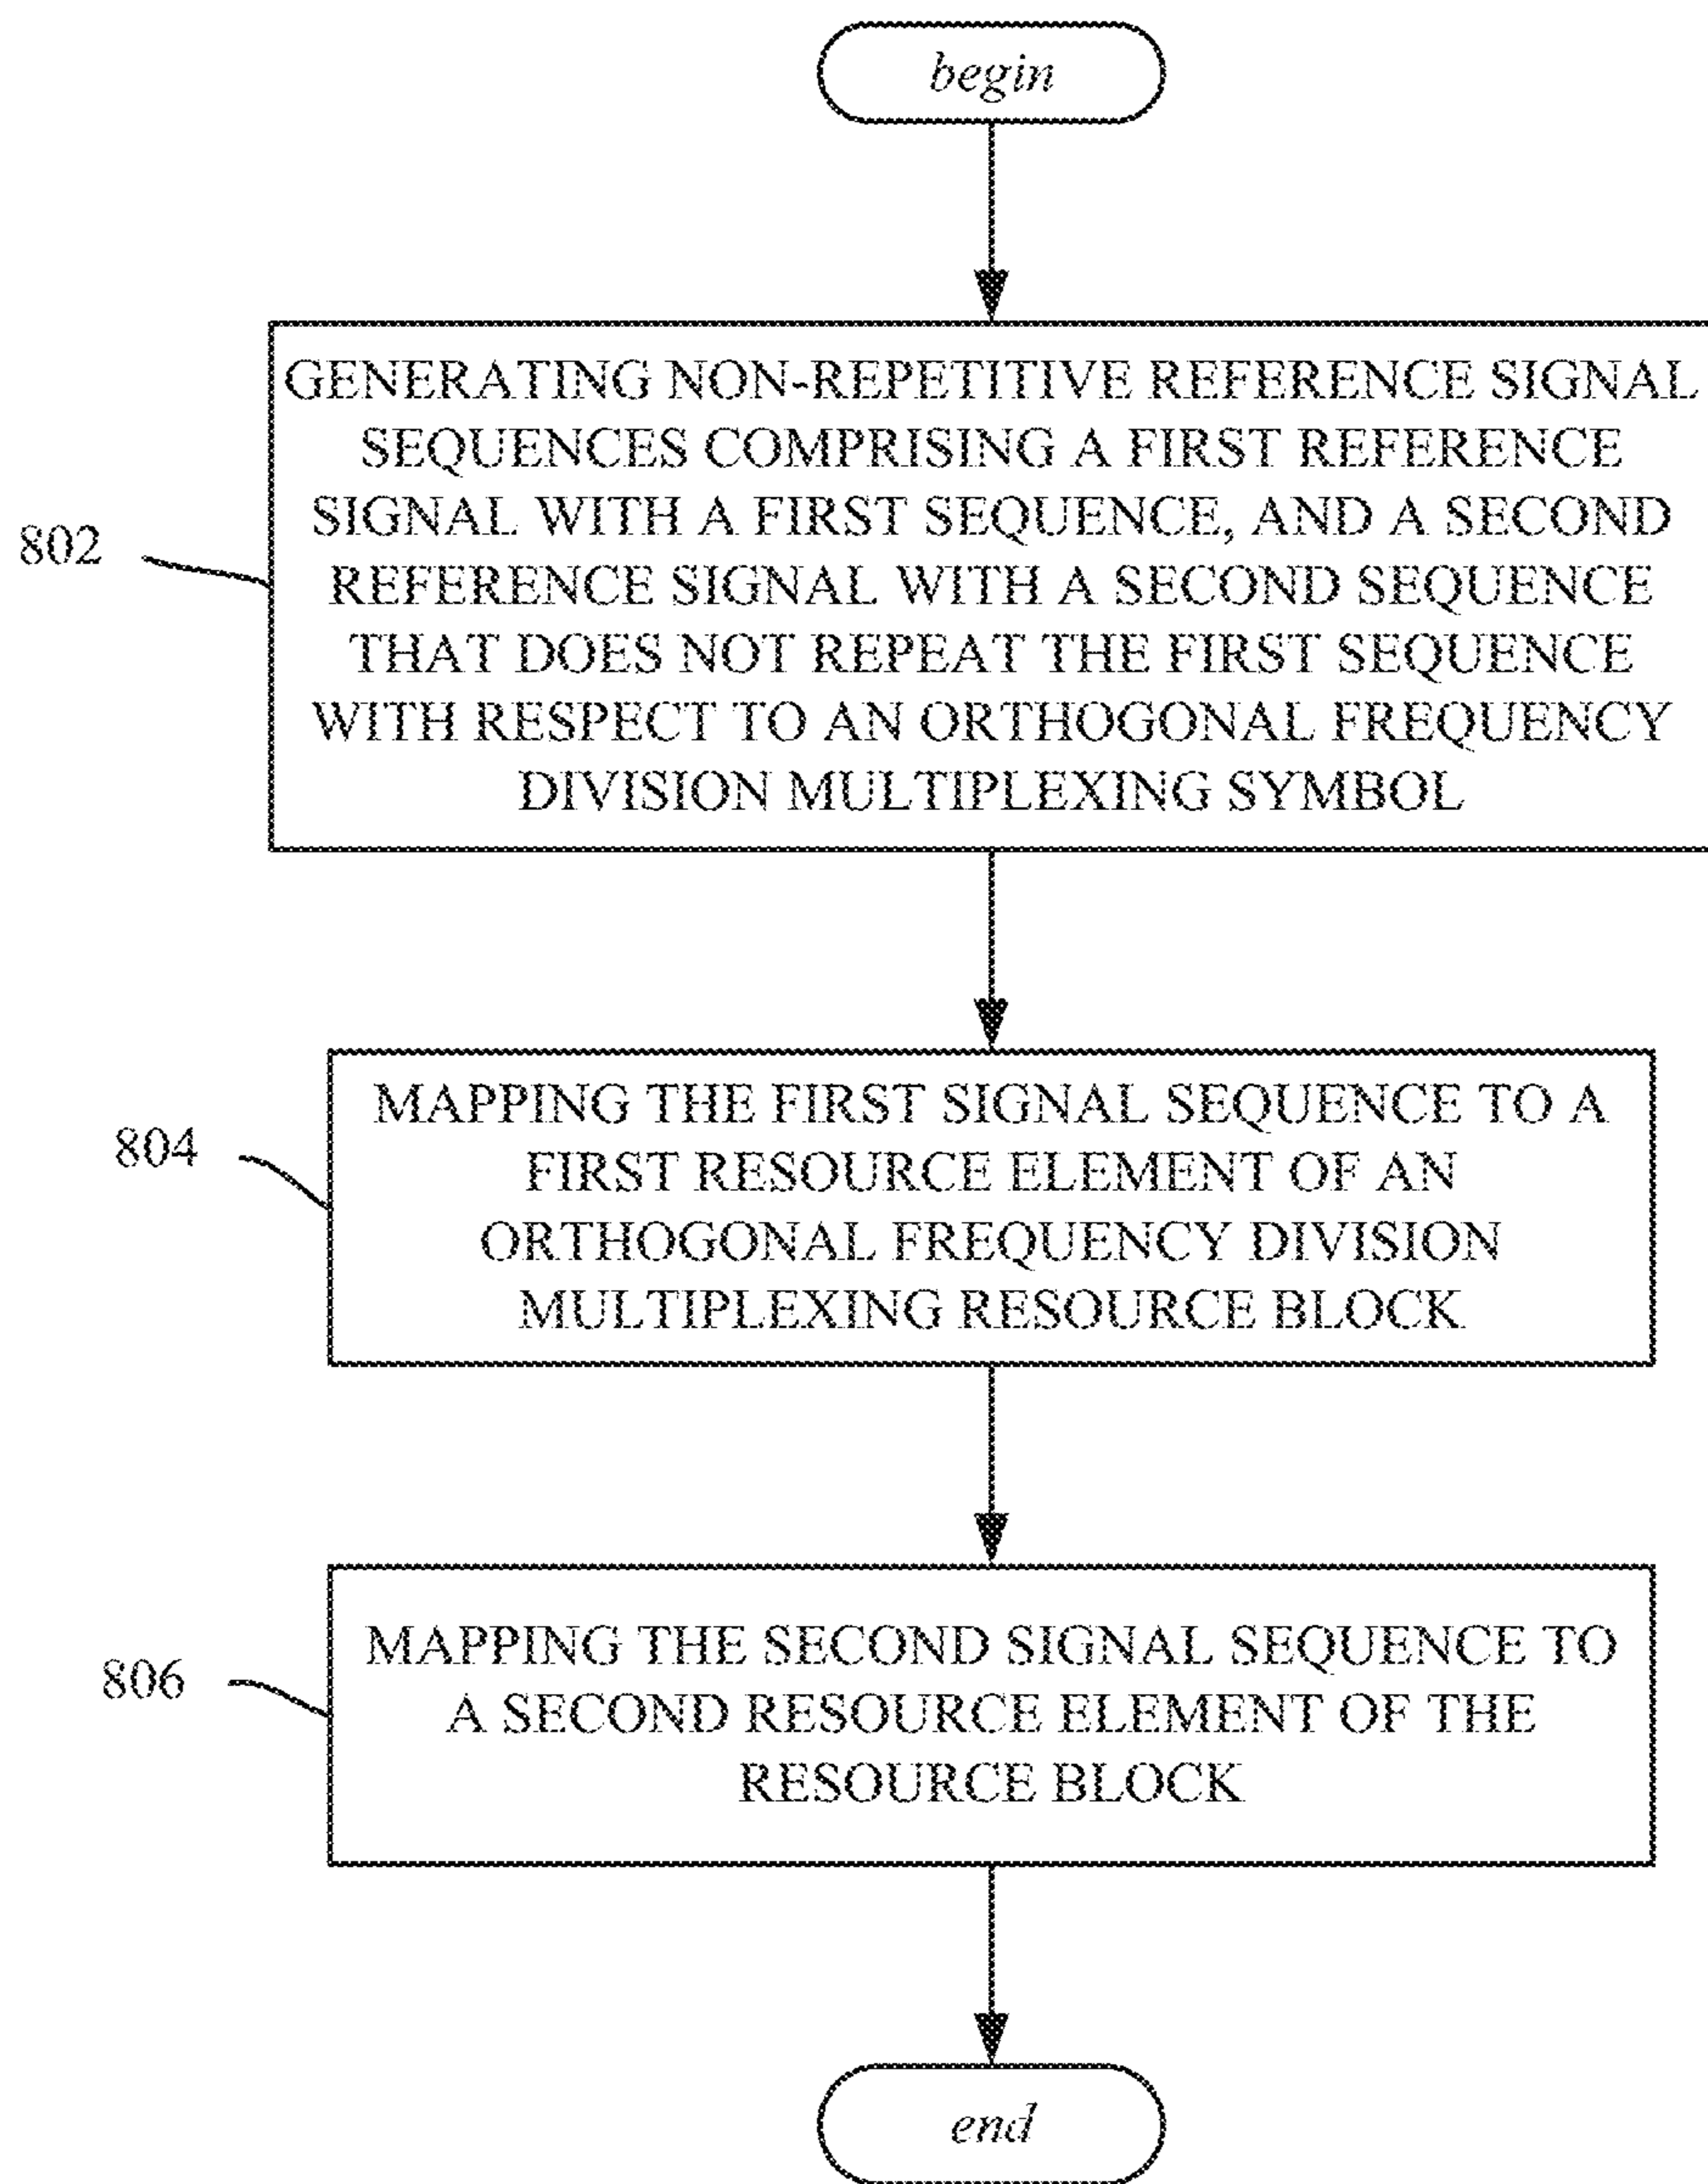 begin
GENERATING NON-REPETITIVE REFERENCE SIGNAL
SEQUENCES COMPRISING A FIRST REFERENCE
SIGNAL WITH A FIRST SEQUENCE, AND A SECOND
REFERENCE SIGNAL WITH A SECOND SEQUENCE
THAT DOES NOT REPEAT THE FIRST SEQUENCE
WITH RESPECT TO AN ORTHOGONAL FREQUENCY
DIVISION MULTIPLEXING SYMBOL
802
MAPPING THE FIRST SIGNAL SEQUENCE TO A
FIRST RESOURCE ELEMENT OF AN
ORTHOGONAL FREQUENCY DIVISION
MULTIPLEXING RESOURCE BLOCK
804
MAPPING THE SECOND SIGNAL SEQUENCE TO
A SECOND RESOURCE ELEMENT OF THE
RESOURCE BLOCK
806
end